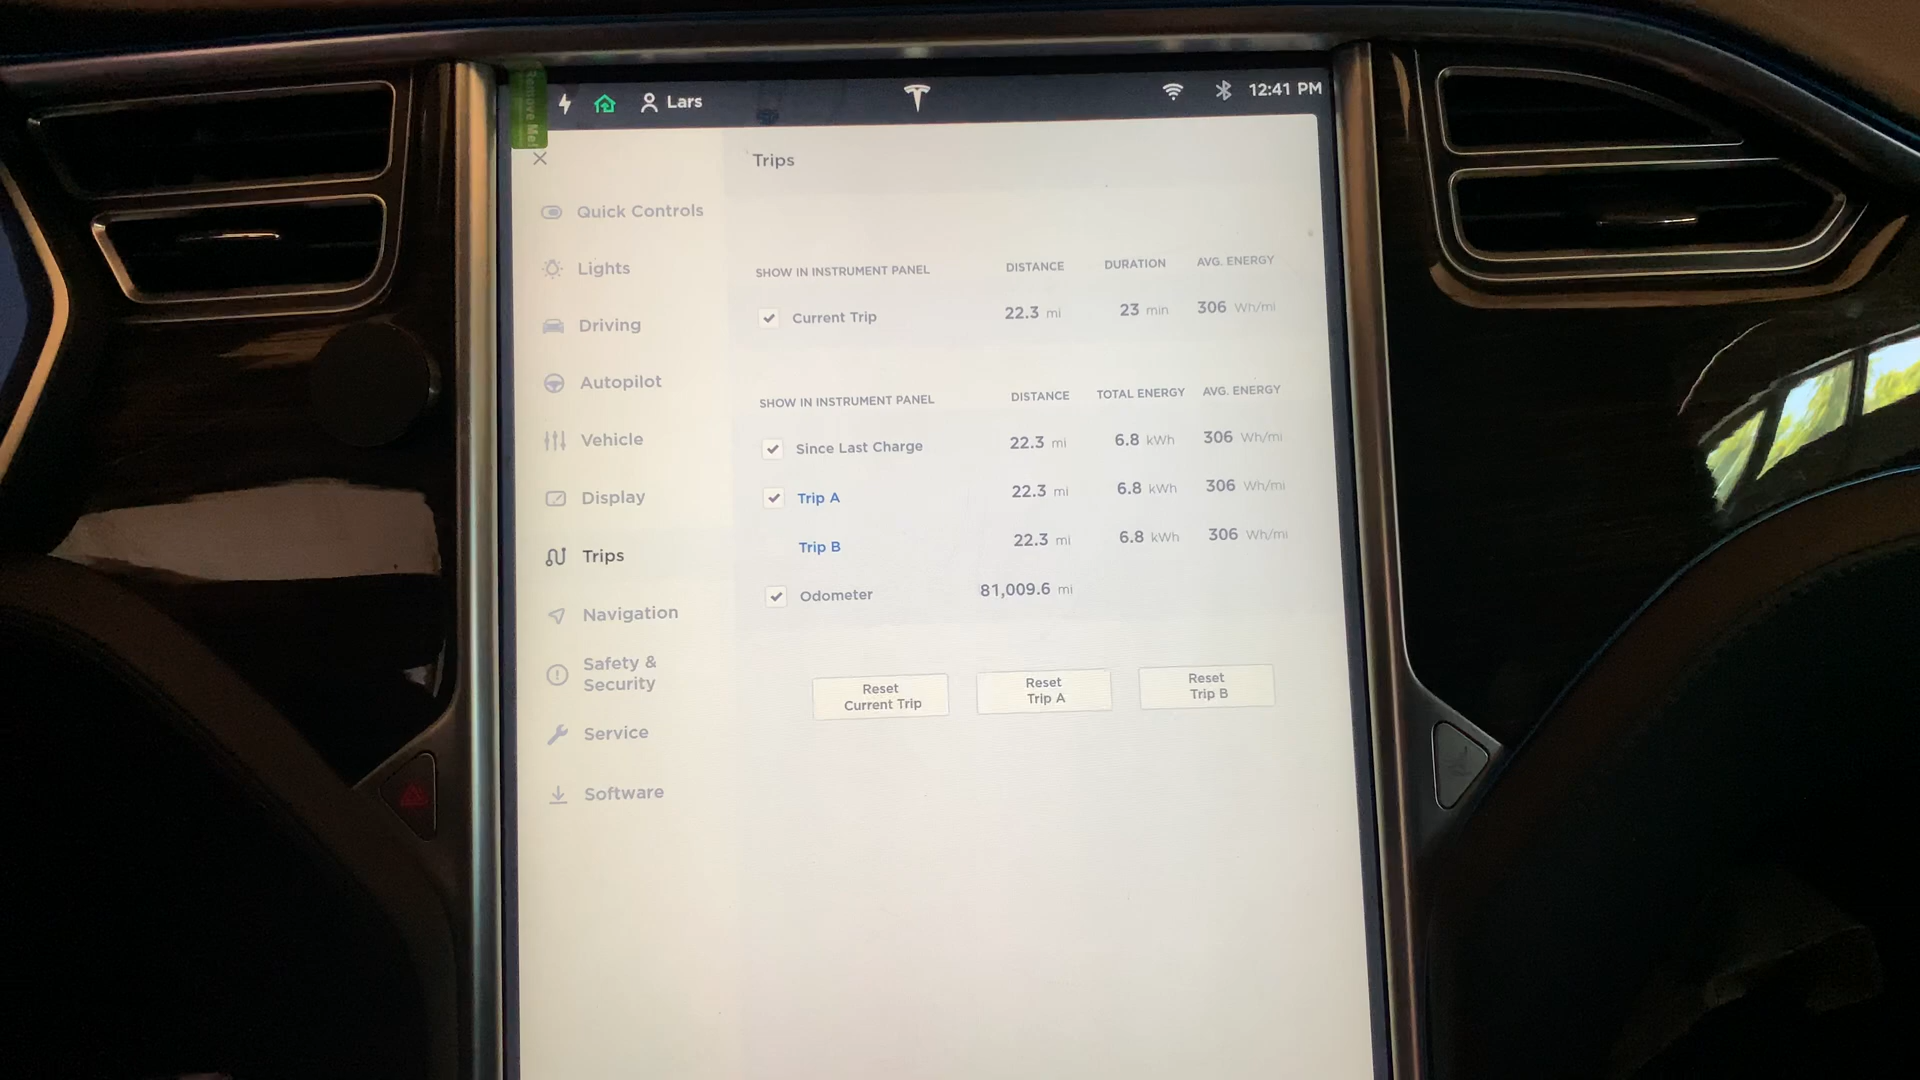 Remove Me!
Lars
12:41 PM
Trips
Quick Controls
Lights
Driving
Autopilot
Vehicle
Display
Trips
Navigation
Safety &
Security
Service
Software
SHOW IN INSTRUMENT PANEL DISTANCE DURATION AVG. ENERGY
Current Trip 22.3 mi 23 min 306 Wh/mi
SHOW IN INSTRUMENT PANEL DISTANCE TOTAL ENERGY AVG. ENERGY
Since Last Charge 22.3 mi 6.8 kWh 306 Wh/mi
Trip A 22.3 mi 6.8 kWh 306 Wh/mi
Trip B 22.3 mi 6.8 kWh 306 Wh/mi
Odometer 81,009.6 mi
Reset
Current Trip
Reset
Trip A
Reset
Trip B